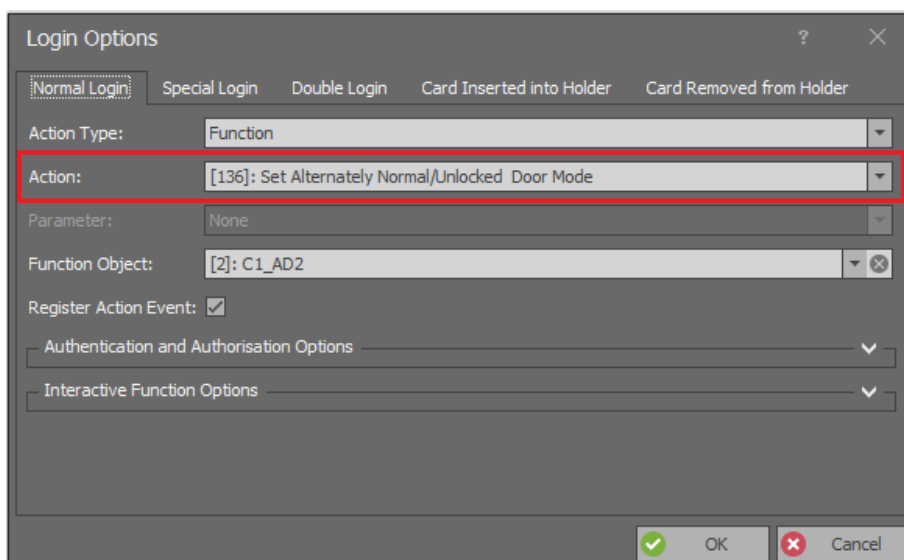 Login Options ?
Normal Login Special Login Double Login Card Inserted into Holder Card Removed from Holder
Action Type: Function
Action: [136]: Set Alternately Normal/Unlocked Door Mode
Parameter: None
Function Object: [2]: C1_AD2
Register Action Event:
Authentication and Authorisation Options
Interactive Function Options
OK Cancel